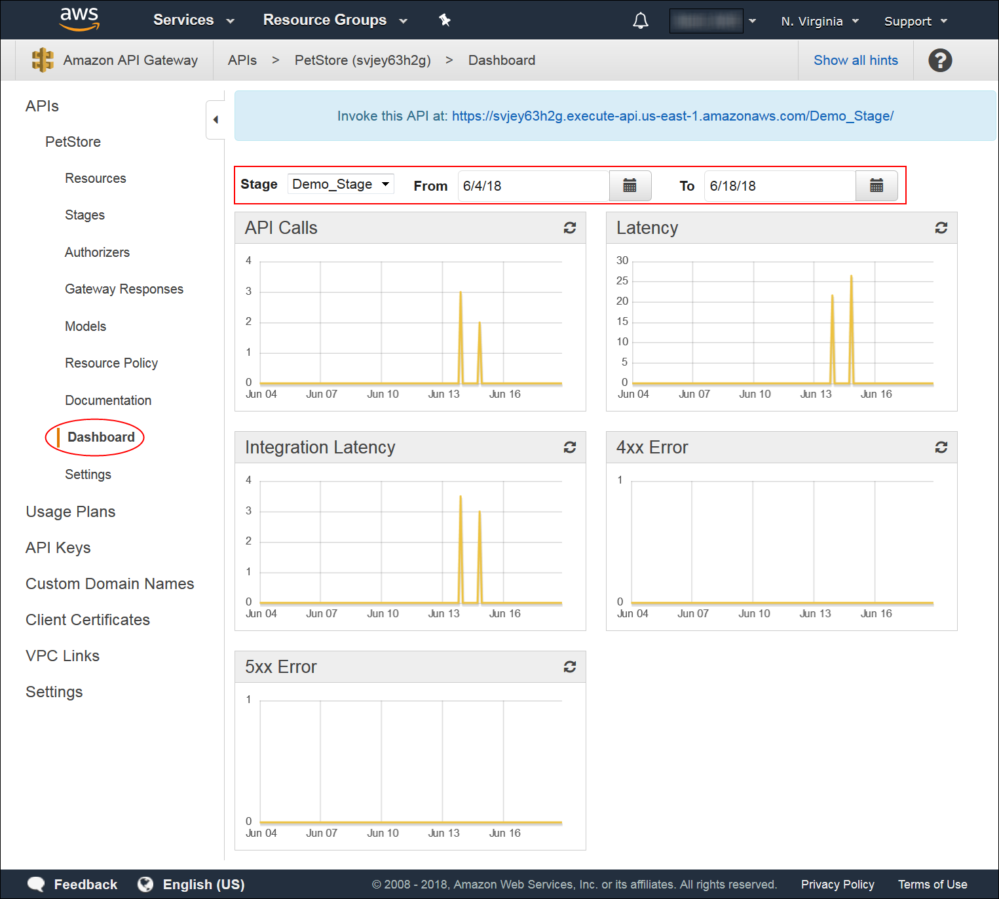 aws Services Resource Groups N. Virginia Support
Amazon API Gateway APIs > PetStore (svjey63h2g) > Dashboard Show all hints ?
APIs
PetStore
Resources
Stages
Authorizers
Gateway Responses
Models
Resource Policy
Documentation
Dashboard
Settings
Usage Plans
API Keys
Custom Domain Names
Client Certificates
VPC Links
Settings
Invoke this API at: https://svjey63h2g.execute-api.us-east-1.amazonaws.com/Demo_Stage/
Stage Demo_Stage From 6/4/18 To 6/18/18
API Calls
4
3
2
1
0
Jun 04 Jun 07 Jun 10 Jun 13 Jun 16
Latency
30
25
20
15
10
5
0
Jun 04 Jun 07 Jun 10 Jun 13 Jun 16
Integration Latency
4
3
2
1
0
Jun 04 Jun 07 Jun 10 Jun 13 Jun 16
4xx Error
1
0
Jun 04 Jun 07 Jun 10 Jun 13 Jun 16
5xx Error
1
0
Jun 04 Jun 07 Jun 10 Jun 13 Jun 16
Feedback English (US) © 2008 - 2018, Amazon Web Services, Inc. or its affiliates. All rights reserved. Privacy Policy Terms of Use